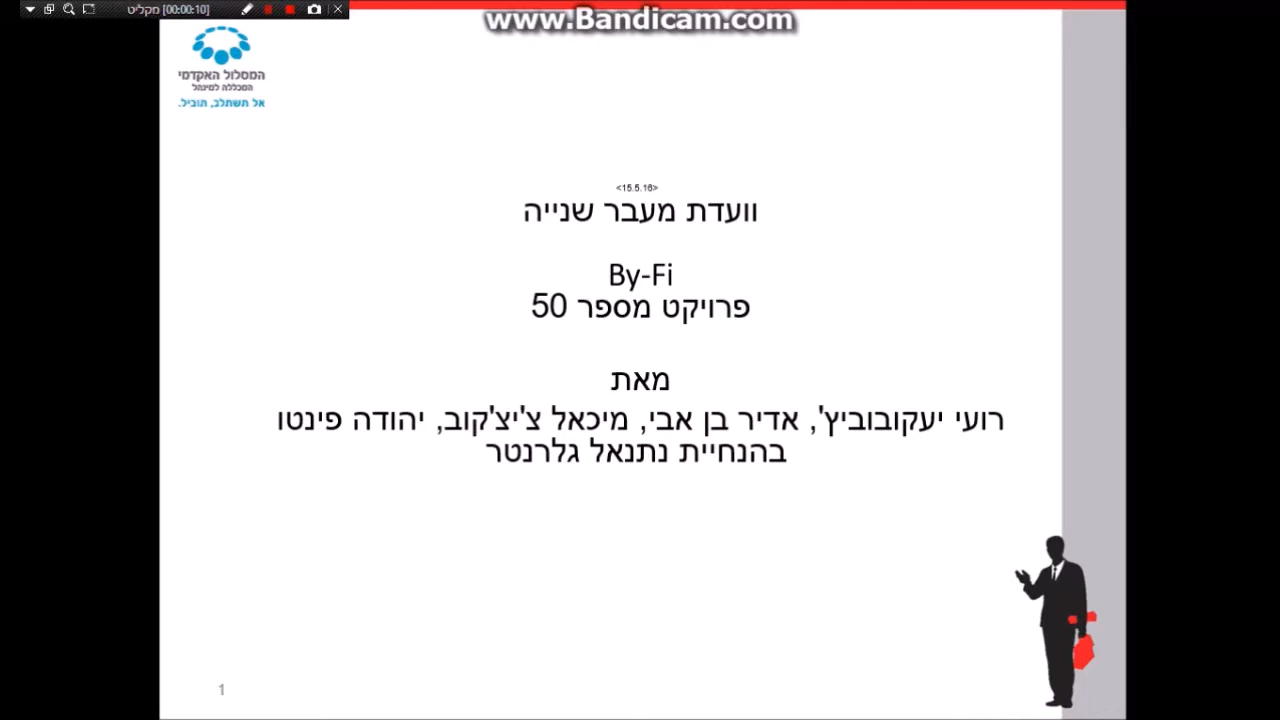 מקליט [00:00:10]
www.Bandicam.com
המסלול האקדמי
המכללה למינהל
אל תשתלב, תוביל.
<15.5.16>
וועדת מעבר שנייה
By-Fi
פרויקט מספר 50
מאת
רועי יעקובוביץ', אדיר בן אבי, מיכאל צ'יצ'קוב, יהודה פינטו
בהנחיית נתנאל גלרנטר
1